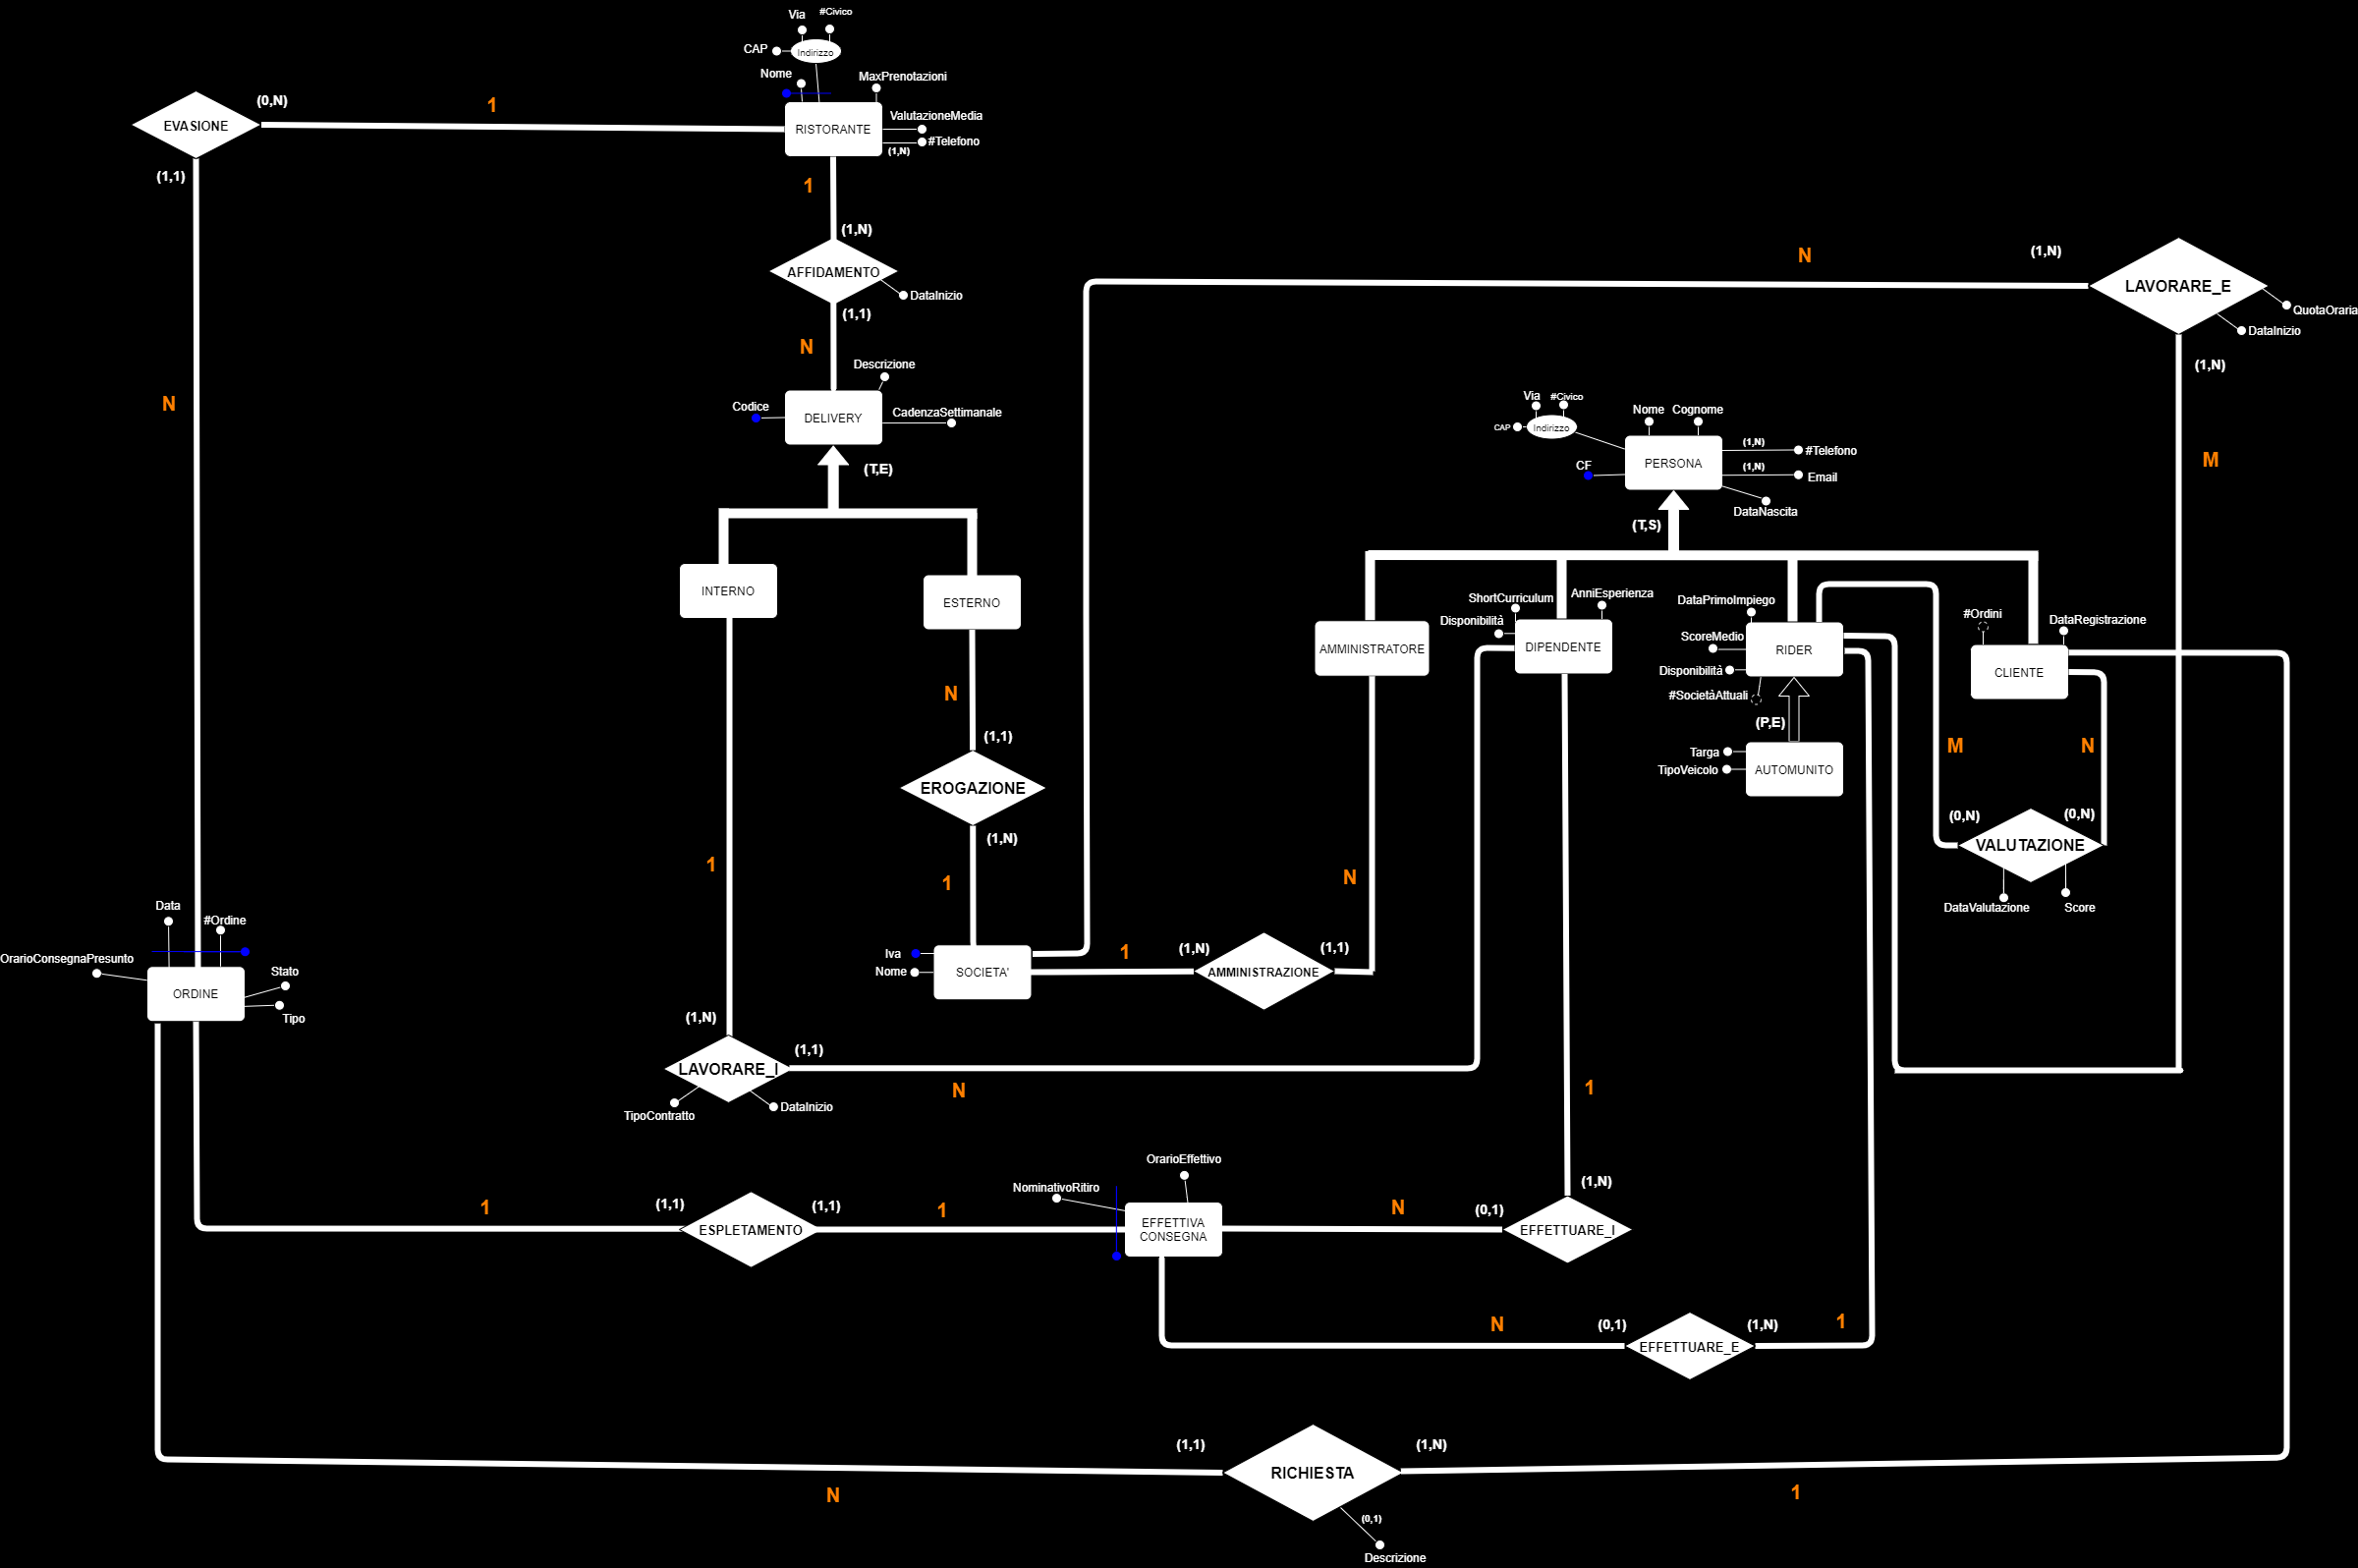 Via
#Civico
CAP
Indirizzo
Nome
MaxPrenotazioni
(0,N)
1
EVASIONE
RISTORANTE
ValutazioneMedia
#Telefono
(1,N)
(1,1)
1
(1,N)
AFFIDAMENTO
DataInizio
(1,1)
N
N
(1,N)
LAVORARE_E
QuotaOraria
DataInizio
(1,N)
M
N
Descrizione
Codice
DELIVERY
CadenzaSettimanale
(T,E)
Via
#Civico
CAP
Indirizzo
Nome
Cognome
(1,N)
#Telefono
PERSONA
CF
(1,N)
Email
DataNascita
(T,S)
INTERNO
ESTERNO
ShortCurriculum
AnniEsperienza
Disponibilità
AMMINISTRATORE
DIPENDENTE
DataPrimoImpiego
ScoreMedio
RIDER
Disponibilità
#SocietàAttuali
(P,E)
#Ordini
DataRegistrazione
CLIENTE
Targa
TipoVeicolo
AUTOMUNITO
M
N
(0,N)
(0,N)
VALUTAZIONE
DataValutazione
Score
N
(1,1)
EROGAZIONE
(1,N)
1
1
N
Data
#Ordine
OrarioConsegnaPresunto
Stato
ORDINE
Tipo
Iva
Nome
SOCIETA'
1
(1,N)
AMMINISTRAZIONE
(1,1)
(1,N)
LAVORARE_I
(1,1)
N
TipoContratto
DataInizio
1
OrarioEffettivo
NominativoRitiro
1
(1,1)
ESPLETAMENTO
(1,1)
1
EFFETTIVA
CONSEGNA
N
(0,1)
EFFETTUARE_I
(1,N)
N
(0,1)
EFFETTUARE_E
(1,N)
1
(1,1)
RICHIESTA
(1,N)
N
1
(0,1)
Descrizione